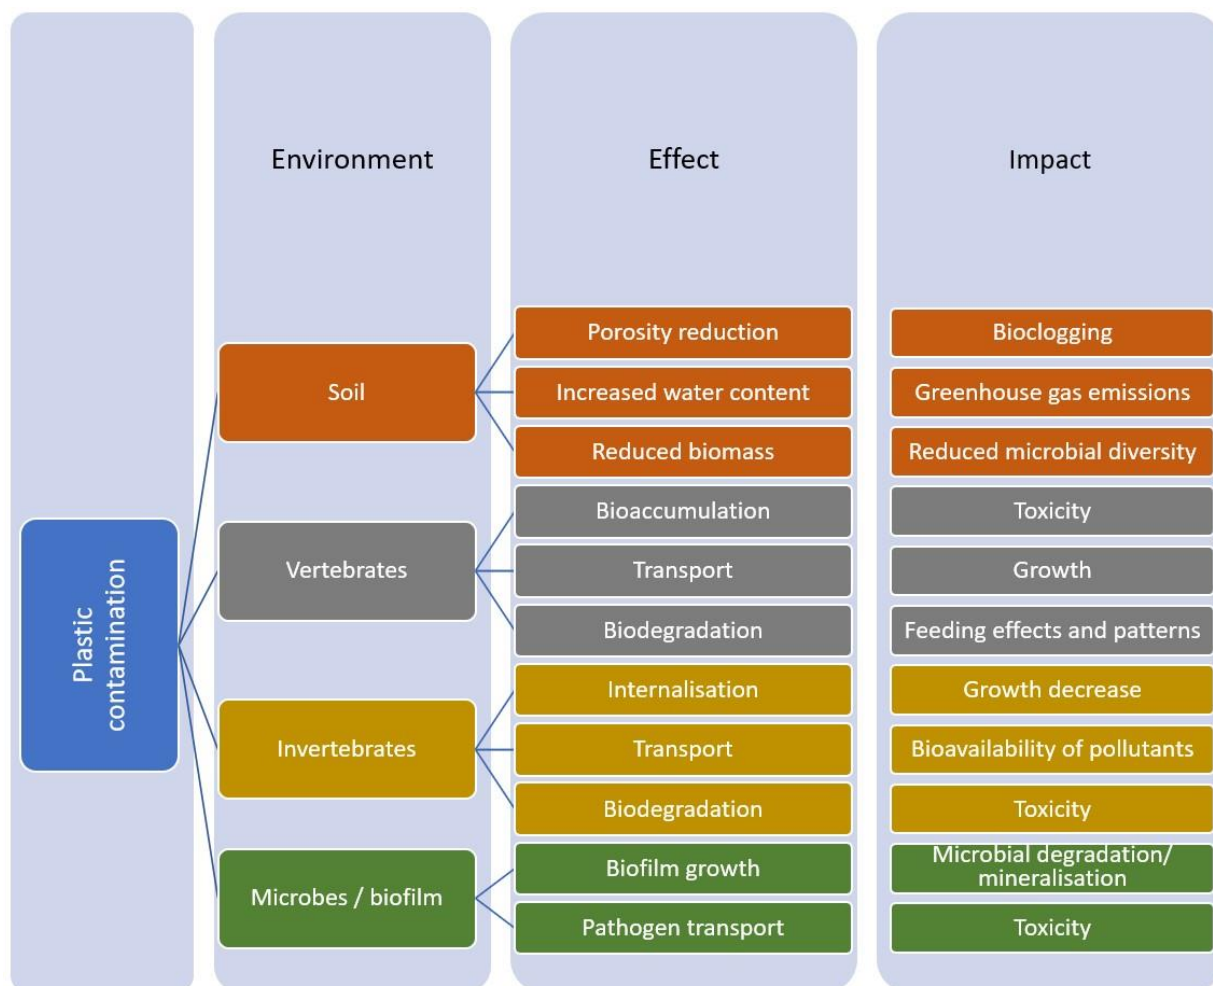 Environment
Effect
Impact
Plastic
contamination
Soil
Porosity reduction
Bioclogging
Increased water content
Greenhouse gas emissions
Reduced biomass
Reduced microbial diversity
Vertebrates
Bioaccumulation
Toxicity
Transport
Growth
Biodegradation
Feeding effects and patterns
Invertebrates
Internalisation
Growth decrease
Transport
Bioavailability of pollutants
Biodegradation
Toxicity
Microbes / biofilm
Biofilm growth
Microbial degradation/
mineralisation
Pathogen transport
Toxicity